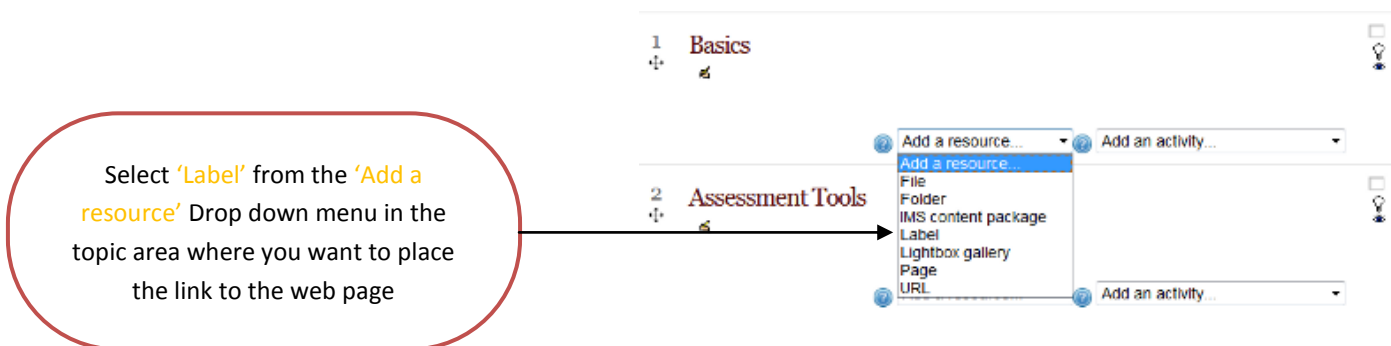 1 Basics
Add a resource... Add an activity...
Select ‘Label’ from the ‘Add a
resource’ Drop down menu in the
topic area where you want to place
the link to the web page
Add a resource...
File
2 Assessment Tools
Folder
IMS content package
Label
Lightbox gallery
Page
URL
Add an activity...